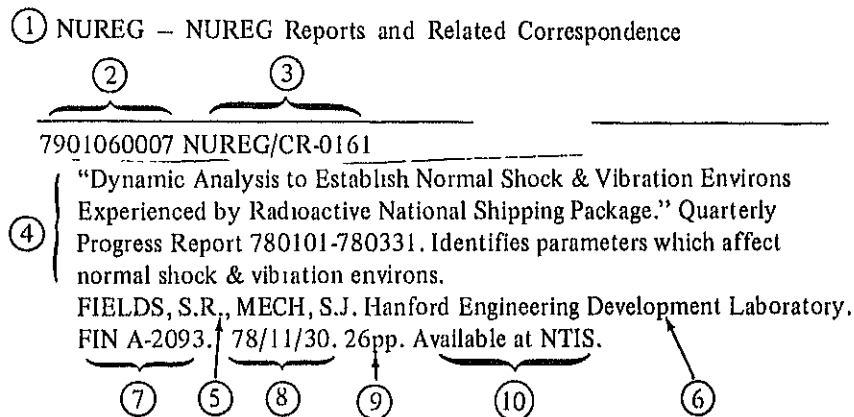 ① NUREG – NUREG Reports and Related Correspondence
② ③
7901060007 NUREG/CR-0161
④ “Dynamic Analysis to Establish Normal Shock & Vibration Environs
Experienced by Radioactive National Shipping Package.” Quarterly
Progress Report 780101-780331. Identifies parameters which affect
normal shock & vibration environs.
FIELDS, S.R., MECH, S.J. Hanford Engineering Development Laboratory.
FIN A-2093. 78/11/30. 26pp. Available at NTIS.
⑦ ⑤ ⑧ ⑨ ⑩ ⑥